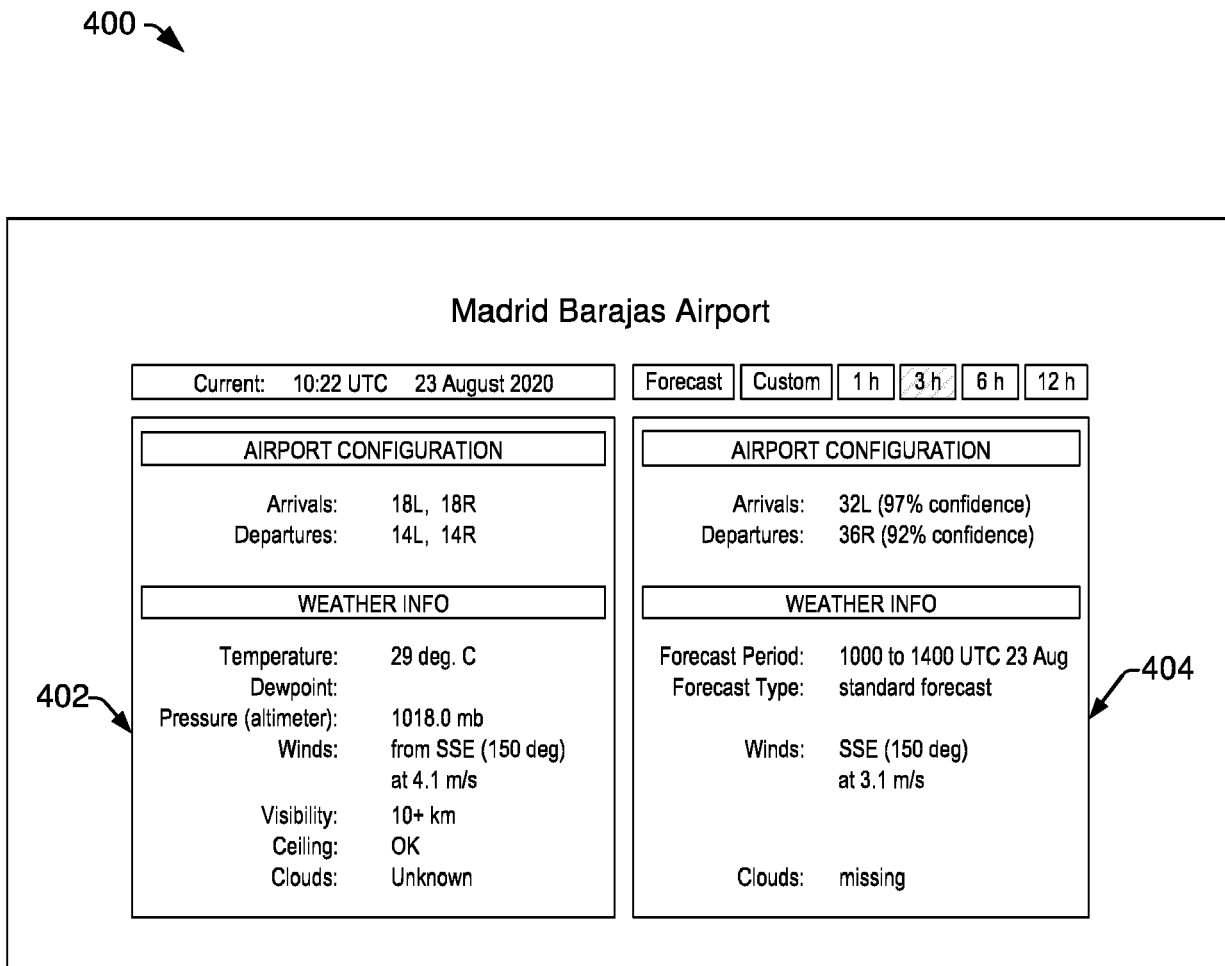 400
Madrid Barajas Airport
Current: 10:22 UTC 23 August 2020
Forecast Custom 1 h 3 h 6 h 12 h
AIRPORT CONFIGURATION
Arrivals: 18L, 18R
Departures: 14L, 14R
WEATHER INFO
Temperature: 29 deg. C
Dewpoint:
Pressure (altimeter): 1018.0 mb
Winds: from SSE (150 deg)
at 4.1 m/s
Visibility: 10+ km
Ceiling: OK
Clouds: Unknown
402
AIRPORT CONFIGURATION
Arrivals: 32L (97% confidence)
Departures: 36R (92% confidence)
WEATHER INFO
Forecast Period: 1000 to 1400 UTC 23 Aug
Forecast Type: standard forecast
Winds: SSE (150 deg)
at 3.1 m/s
Clouds: missing
404